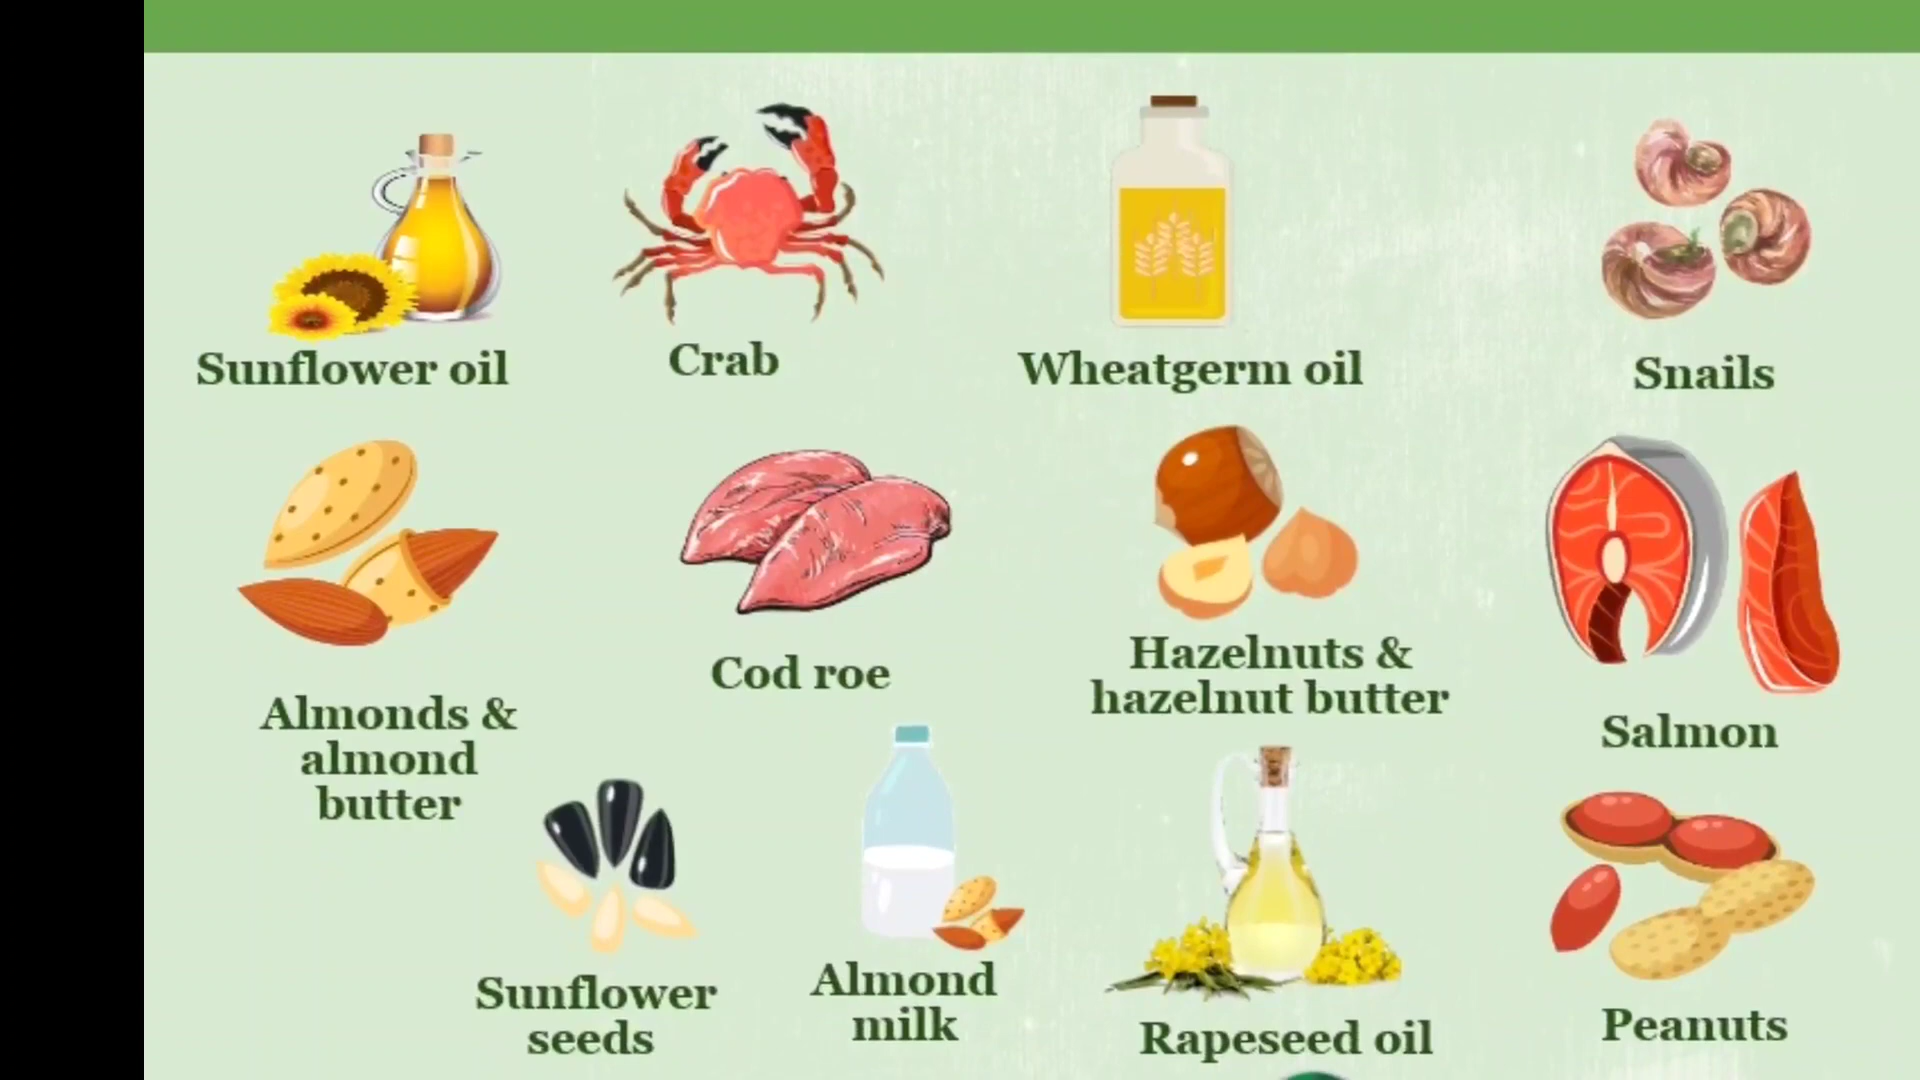 Sunflower oil
Crab
Wheatgerm oil
Snails
Almonds &
almond
butter
Cod roe
Hazelnuts &
hazelnut butter
Salmon
Sunflower
seeds
Almond
milk
Rapeseed oil
Peanuts